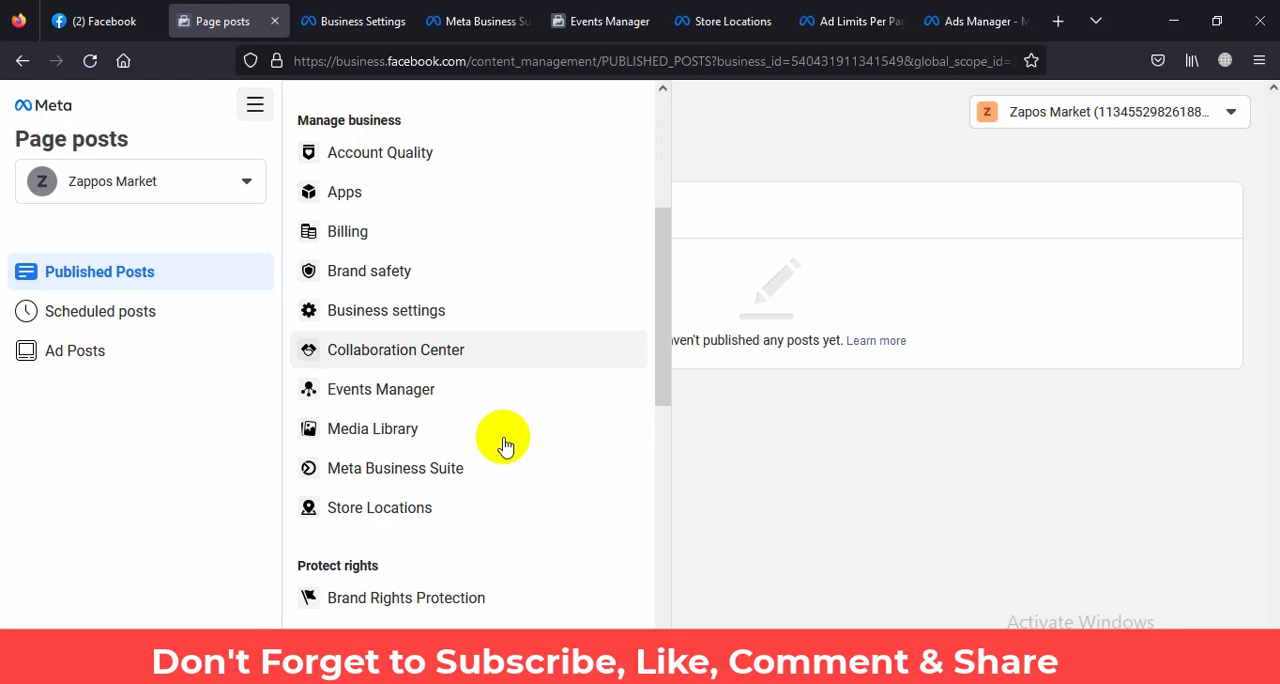 (2) Facebook
Page posts
Business Settings
Meta Business Su
Events Manager
Store Locations
Ad Limits Per Pag
Ads Manager - M
https://business.facebook.com/content_management/PUBLISHED_POSTS?business_id=540431911341549&global_scope_id=
Meta
Page posts
Z
Zappos Market
Published Posts
Scheduled posts
Ad Posts
Manage business
Account Quality
Apps
Billing
Brand safety
Business settings
Collaboration Center
Events Manager
Media Library
Meta Business Suite
Store Locations
Protect rights
Brand Rights Protection
Z
Zapos Market (11345529826188...
aven't published any posts yet. Learn more
Activate Windows
Don't Forget to Subscribe, Like, Comment & Share